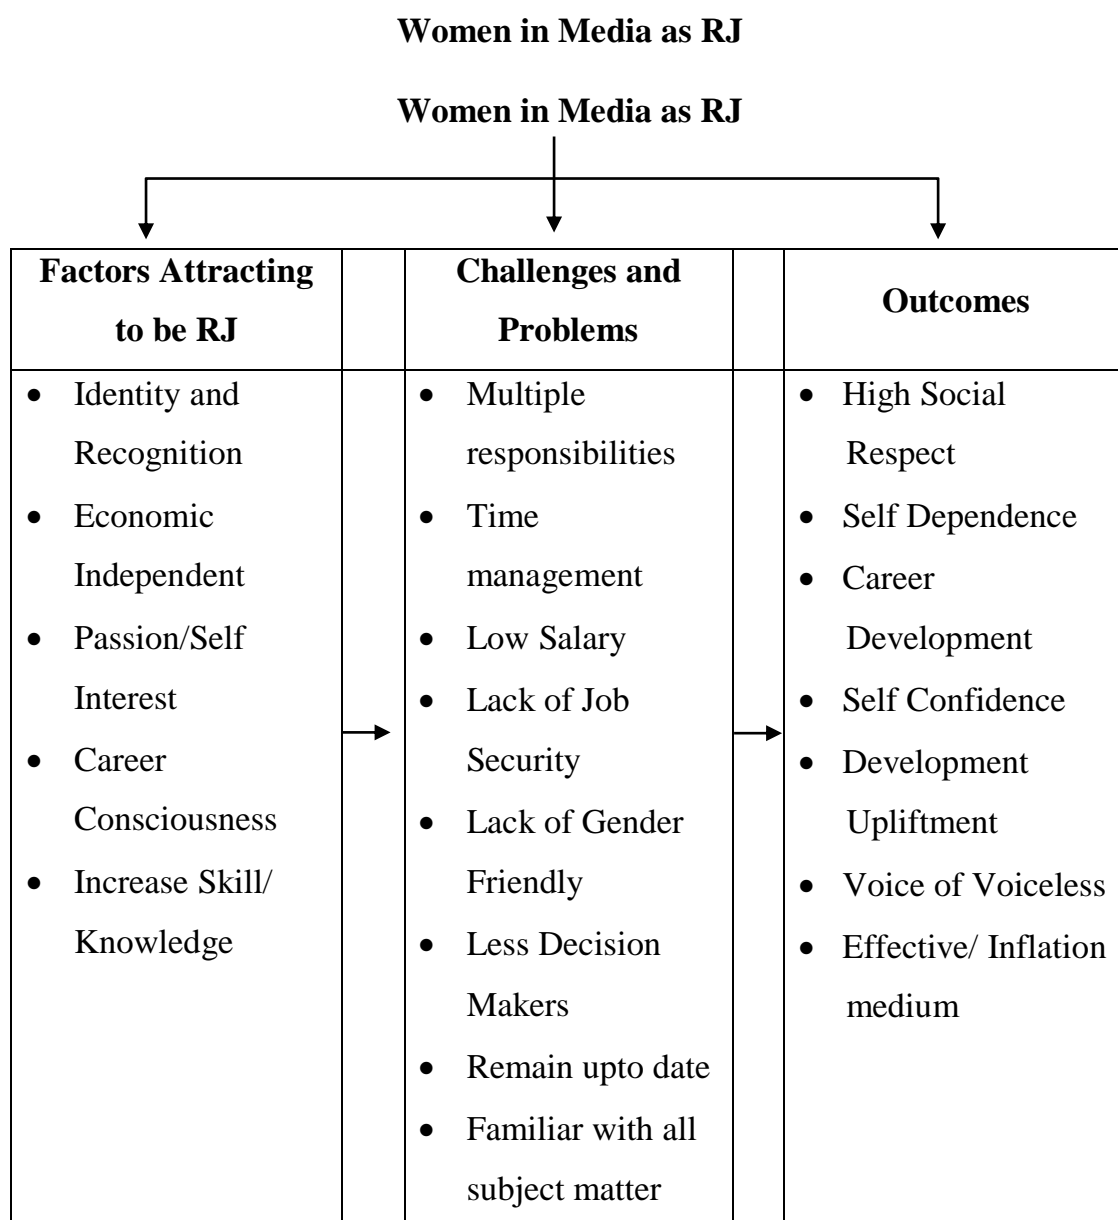 Women in Media as RJ
Women in Media as RJ
Factors Attracting
to be RJ
Challenges and
Problems
Outcomes
• Identity and
Recognition
• Economic
Independent
• Passion/Self
Interest
• Career
Consciousness
• Increase Skill/
Knowledge
• Multiple
responsibilities
• Time
management
• Low Salary
• Lack of Job
Security
• Lack of Gender
Friendly
• Less Decision
Makers
• Remain upto date
• Familiar with all
subject matter
• High Social
Respect
• Self Dependence
• Career
Development
• Self Confidence
• Development
Upliftment
• Voice of Voiceless
• Effective/ Inflation
medium